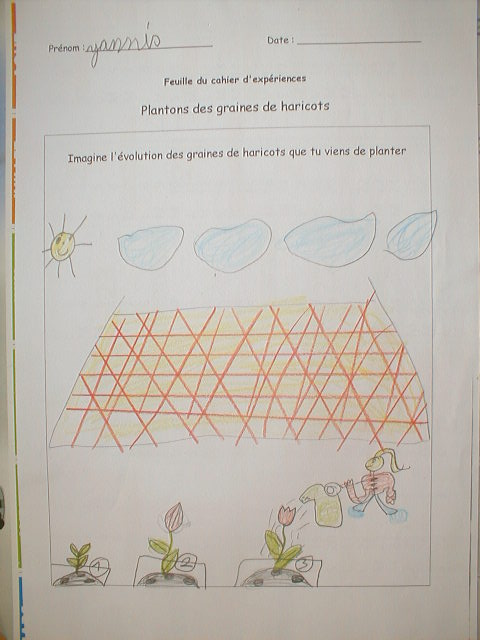 Prénom : yannis Date :
Feuille du cahier d'expériences
Plantons des graines de haricots
Imagine l'évolution des graines de haricots que tu viens de planter
1 2 3